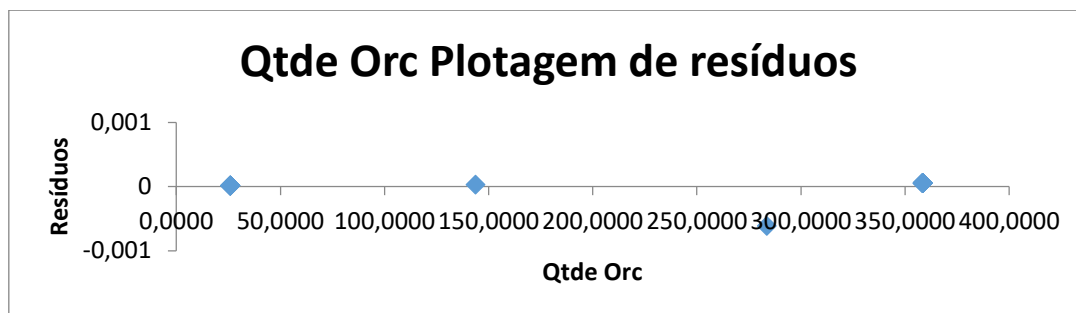 Qtde Orc Plotagem de resíduos
0,001
0
-0,001
Resíduos
0,0000 50,0000 100,0000 150,0000 200,0000 250,0000 300,0000 350,0000 400,0000
Qtde Orc